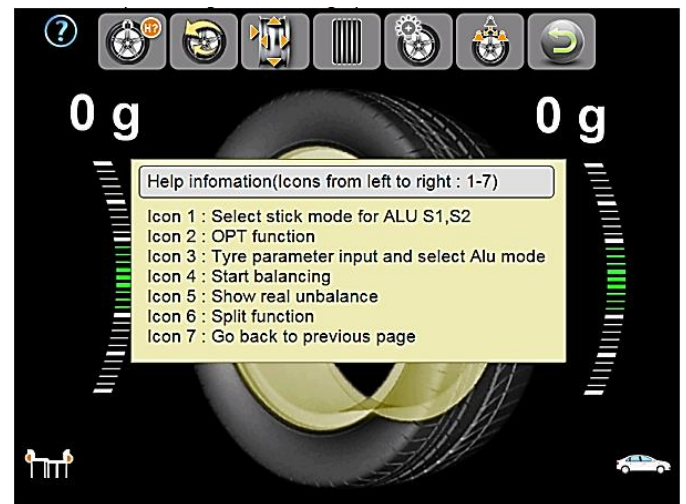 ?
H?
0 g
0 g
Help infomation(Icons from left to right : 1-7)
Icon 1 : Select stick mode for ALU S1,S2
Icon 2 : OPT function
Icon 3 : Tyre parameter input and select Alu mode
Icon 4 : Start balancing
Icon 5 : Show real unbalance
Icon 6 : Split function
Icon 7 : Go back to previous page